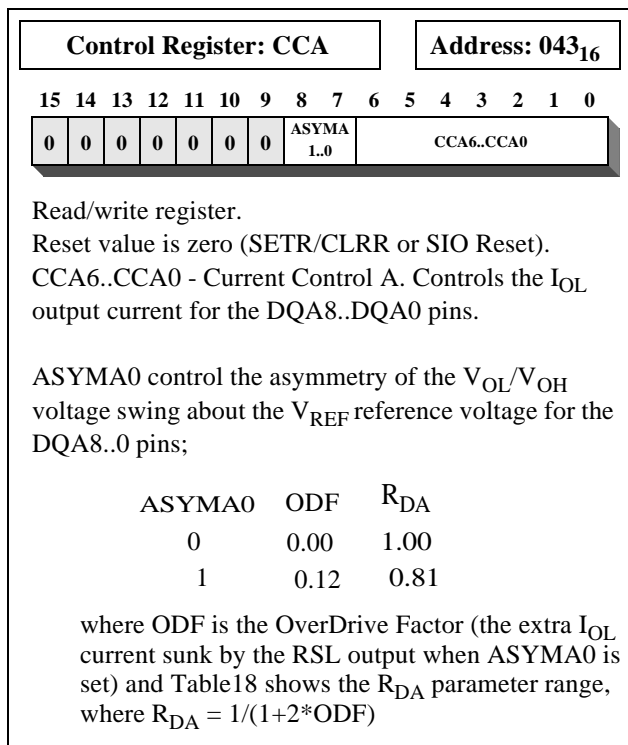 Control Register: CCA
Address: 043₁₆
15 14 13 12 11 10 9 8 7 6 5 4 3 2 1 0
0 0 0 0 0 0 0 ASYMA 1..0 CCA6..CCA0
Read/write register.
Reset value is zero (SETR/CLRR or SIO Reset).
CCA6..CCA0 - Current Control A. Controls the I_OL
output current for the DQA8..DQA0 pins.
ASYMA0 control the asymmetry of the V_OL/V_OH
voltage swing about the V_REF reference voltage for the
DQA8..0 pins;
ASYMA0 ODF R_DA
0 0.00 1.00
1 0.12 0.81
where ODF is the OverDrive Factor (the extra I_OL
current sunk by the RSL output when ASYMA0 is
set) and Table18 shows the R_DA parameter range,
where R_DA = 1/(1+2*ODF)